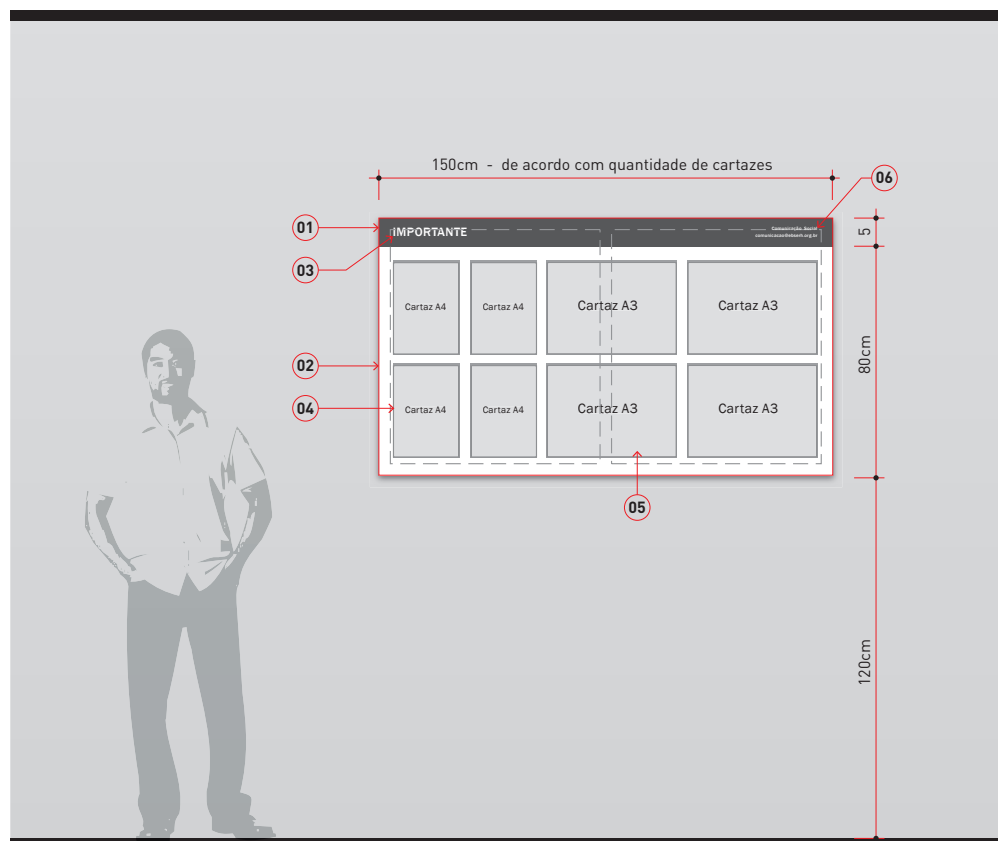 150cm - de acordo com quantidade de cartazes
06
01
IMPORTANTE
Comunicação Social
5
03
Cartaz A4
Cartaz A4
Cartaz A3
Cartaz A3
80cm
02
04
Cartaz A4
Cartaz A4
Cartaz A3
Cartaz A3
05
120cm